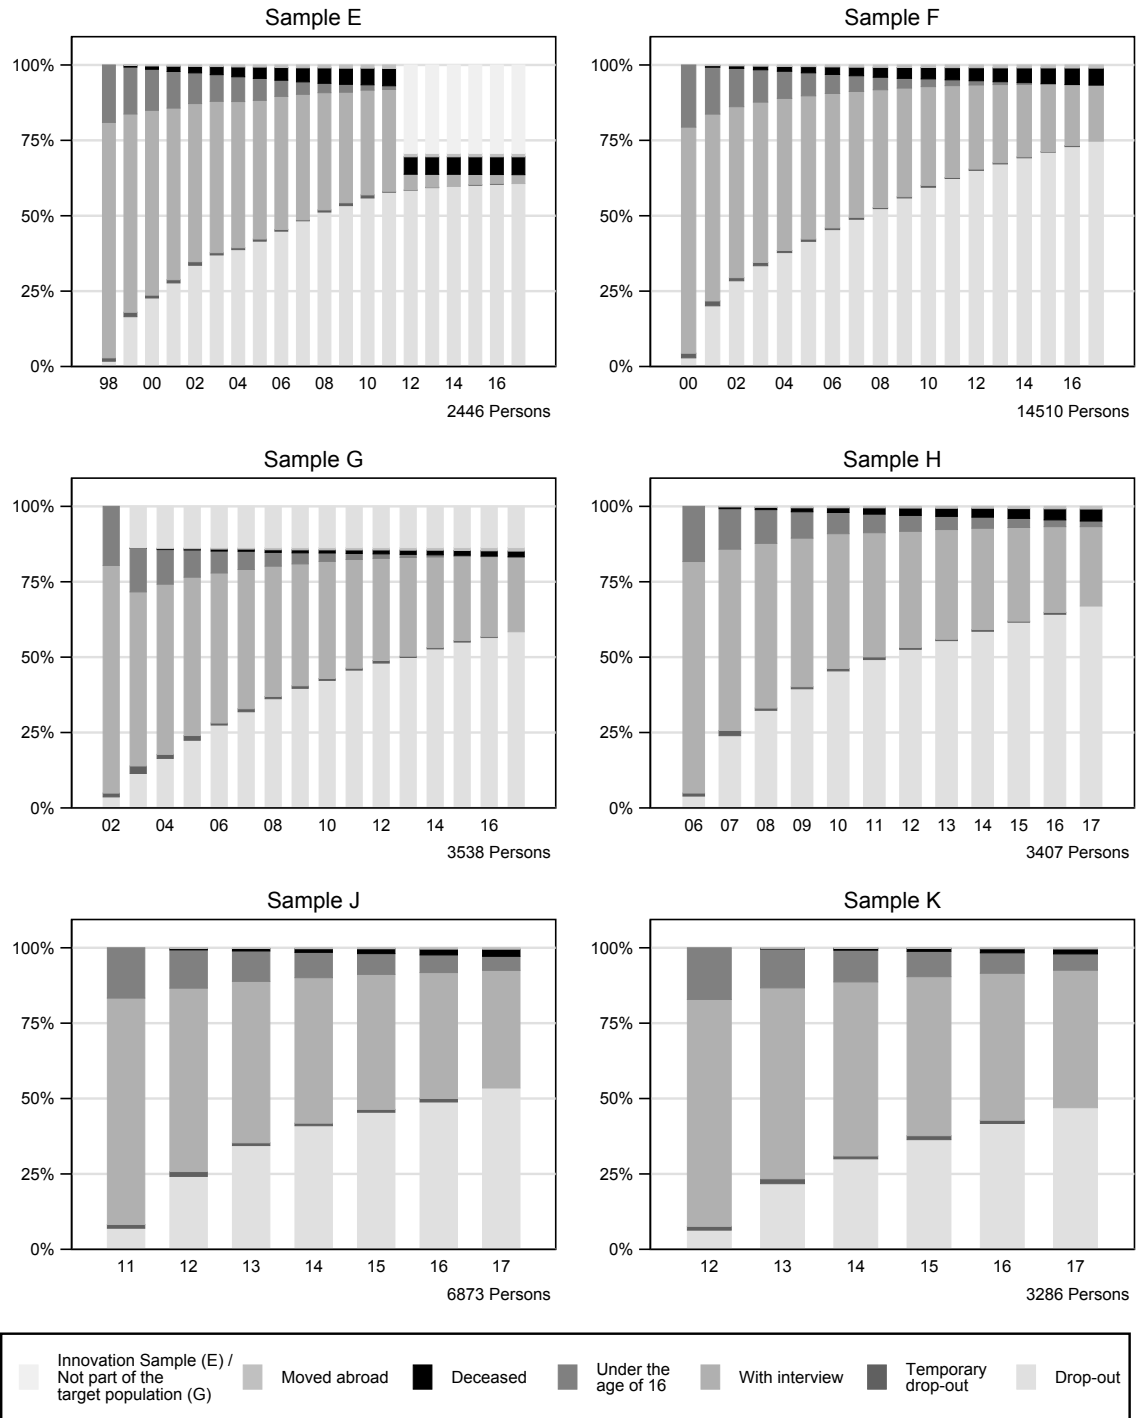 Sample E
100%
75%
50%
25%
0%
98 00 02 04 06 08 10 12 14 16
2446 Persons
Sample F
100%
75%
50%
25%
0%
00 02 04 06 08 10 12 14 16
14510 Persons
Sample G
100%
75%
50%
25%
0%
02 04 06 08 10 12 14 16
3538 Persons
Sample H
100%
75%
50%
25%
0%
06 07 08 09 10 11 12 13 14 15 16 17
3407 Persons
Sample J
100%
75%
50%
25%
0%
11 12 13 14 15 16 17
6873 Persons
Sample K
100%
75%
50%
25%
0%
12 13 14 15 16 17
3286 Persons
Innovation Sample (E) /
Not part of the
target population (G)
Moved abroad
Deceased
Under the
age of 16
With interview
Temporary
drop-out
Drop-out